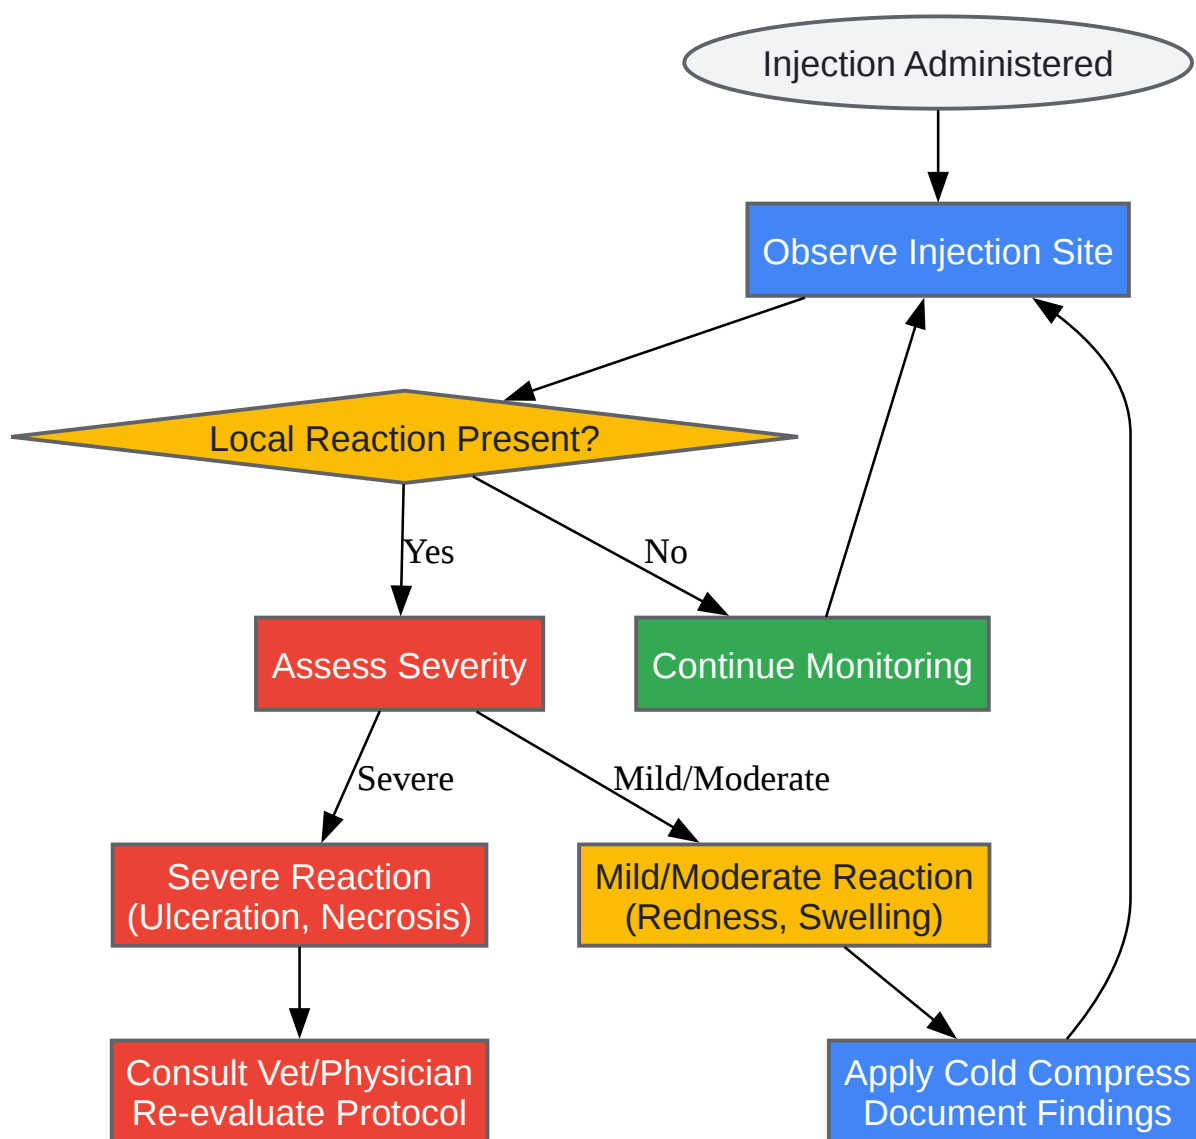 Injection Administered
Observe Injection Site
Local Reaction Present?
Yes
No
Assess Severity
Continue Monitoring
Severe
Mild/Moderate
Severe Reaction
(Ulceration, Necrosis)
Mild/Moderate Reaction
(Redness, Swelling)
Consult Vet/Physician
Re-evaluate Protocol
Apply Cold Compress
Document Findings